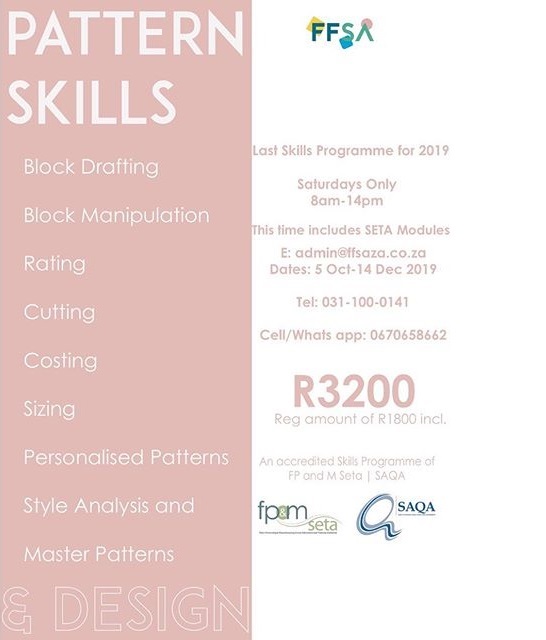 PATTERN
SKILLS
Block Drafting
Block Manipulation
Rating
Cutting
Costing
Sizing
Personalised Patterns
Style Analysis and
Master Patterns
& DESIGN
FFSA
Last Skills Programme for 2019
Saturdays Only
8am-14pm
This time includes SETA Modules
E: admin@ffsaza.co.za
Dates: 5 Oct-14 Dec 2019
Tel: 031-100-0141
Cell/Whats app: 0670658662
R3200
Reg amount of R1800 incl.
An accredited Skills Programme of
FP and M Seta | SAQA
fp&m
seta
SAQA